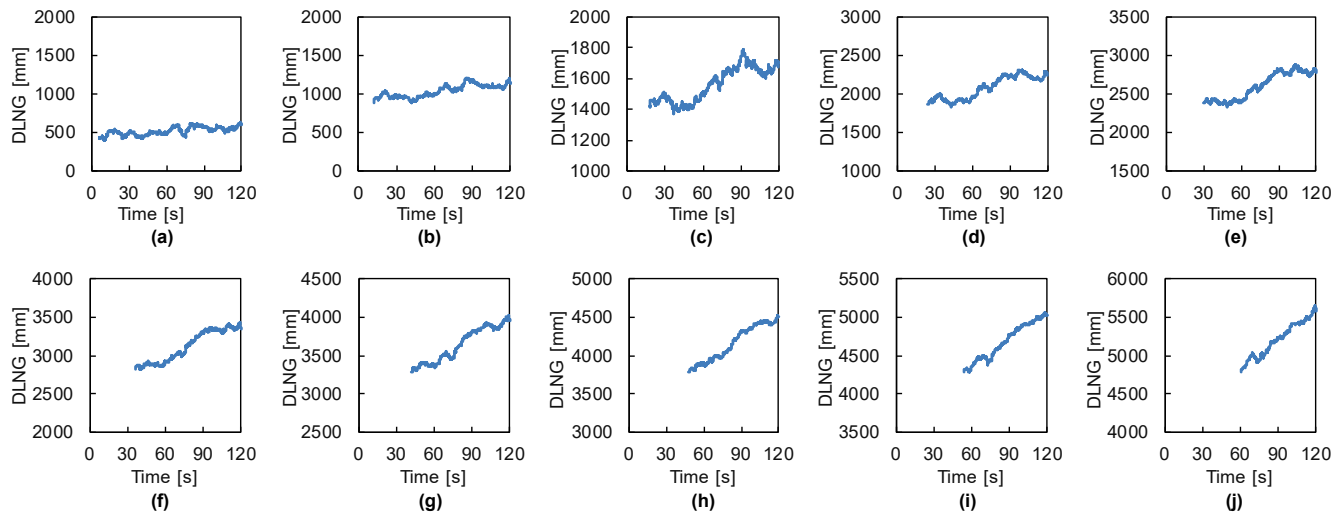 2000 2000 2000 3000 3500
1500 1500 1800 2500 3000
1000 1000 1600 2000 2500
500 500 1400 1500 2000
0 0 1200 1000 1500
1000
DLNG [mm] DLNG [mm] DLNG [mm] DLNG [mm] DLNG [mm]
0 30 60 90 120 0 30 60 90 120 0 30 60 90 120 0 30 60 90 120 0 30 60 90 120
Time [s] Time [s] Time [s] Time [s] Time [s]
(a) (b) (c) (d) (e)
4000 4500 5000 5500 6000
3500 4000 4500 5000 5500
3000 3500 4000 4500 5000
2500 3000 3500 4000 4500
2000 2500 3000 3500 4000
DLNG [mm] DLNG [mm] DLNG [mm] DLNG [mm] DLNG [mm]
0 30 60 90 120 0 30 60 90 120 0 30 60 90 120 0 30 60 90 120 0 30 60 90 120
Time [s] Time [s] Time [s] Time [s] Time [s]
(f) (g) (h) (i) (j)